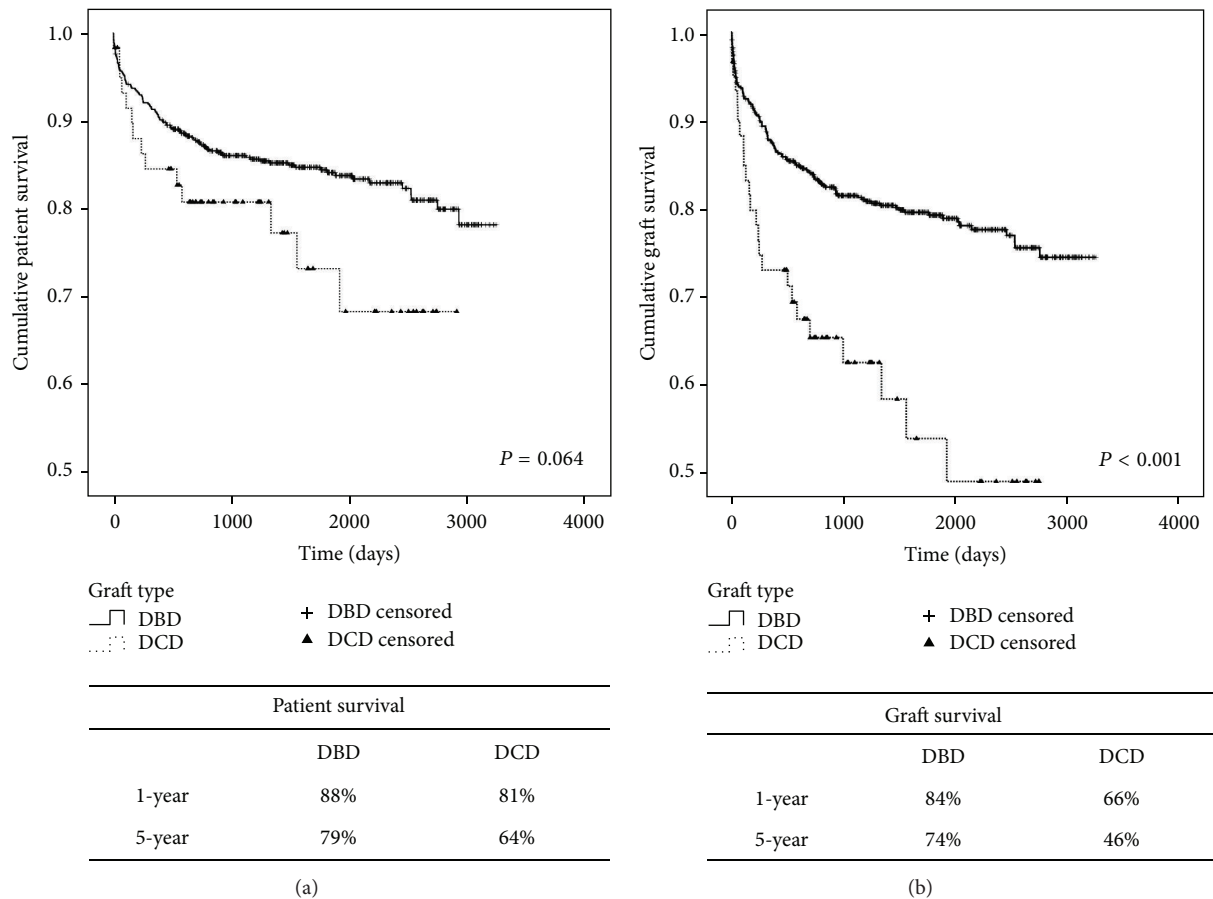 Cumulative patient survival
1.0
0.9
0.8
0.7
0.6
0.5
P = 0.064
0 1000 2000 3000 4000
Time (days)
Graft type
DBD
DCD
DBD censored
DCD censored
Patient survival
DBD DCD
1-year 88% 81%
5-year 79% 64%
(a)
Cumulative graft survival
1.0
0.9
0.8
0.7
0.6
0.5
P < 0.001
0 1000 2000 3000 4000
Time (days)
Graft type
DBD
DCD
DBD censored
DCD censored
Graft survival
DBD DCD
1-year 84% 66%
5-year 74% 46%
(b)